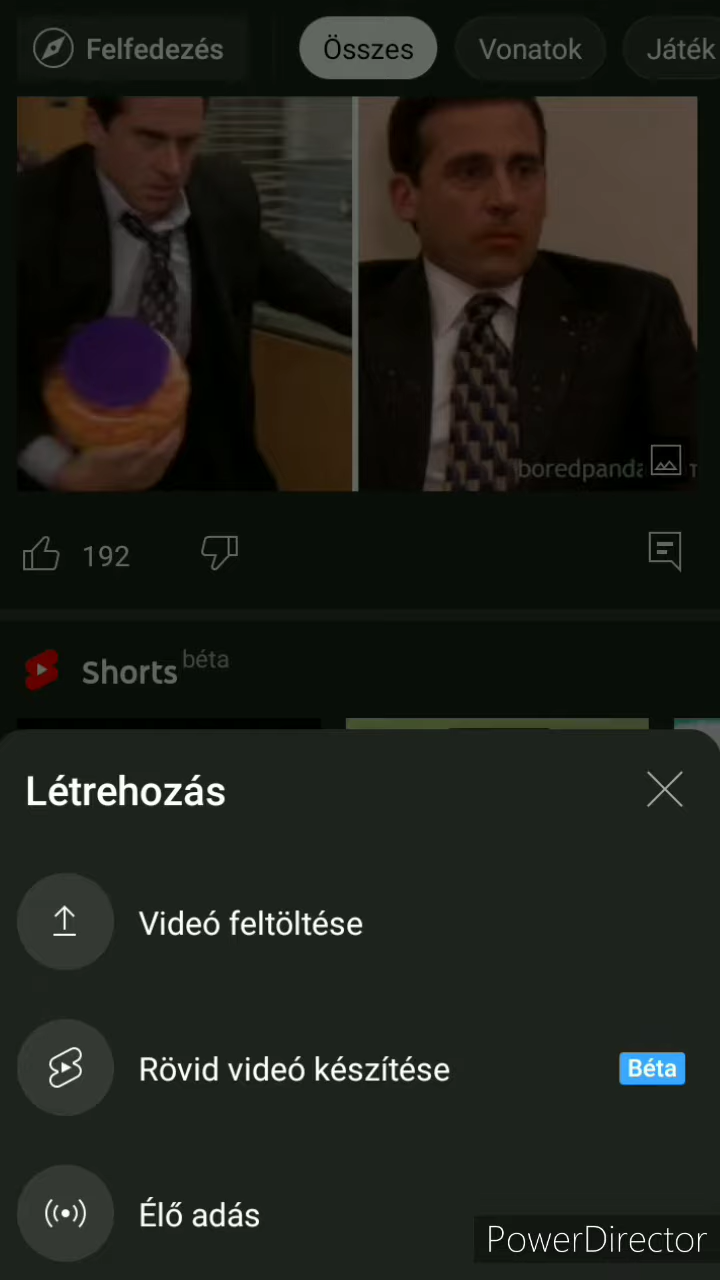 Felfedezés
Összes
Vonatok
Játék
boredpanda
192
Shorts béta
Létrehozás
Videó feltöltése
Rövid videó készítése
Béta
Élő adás
PowerDirector